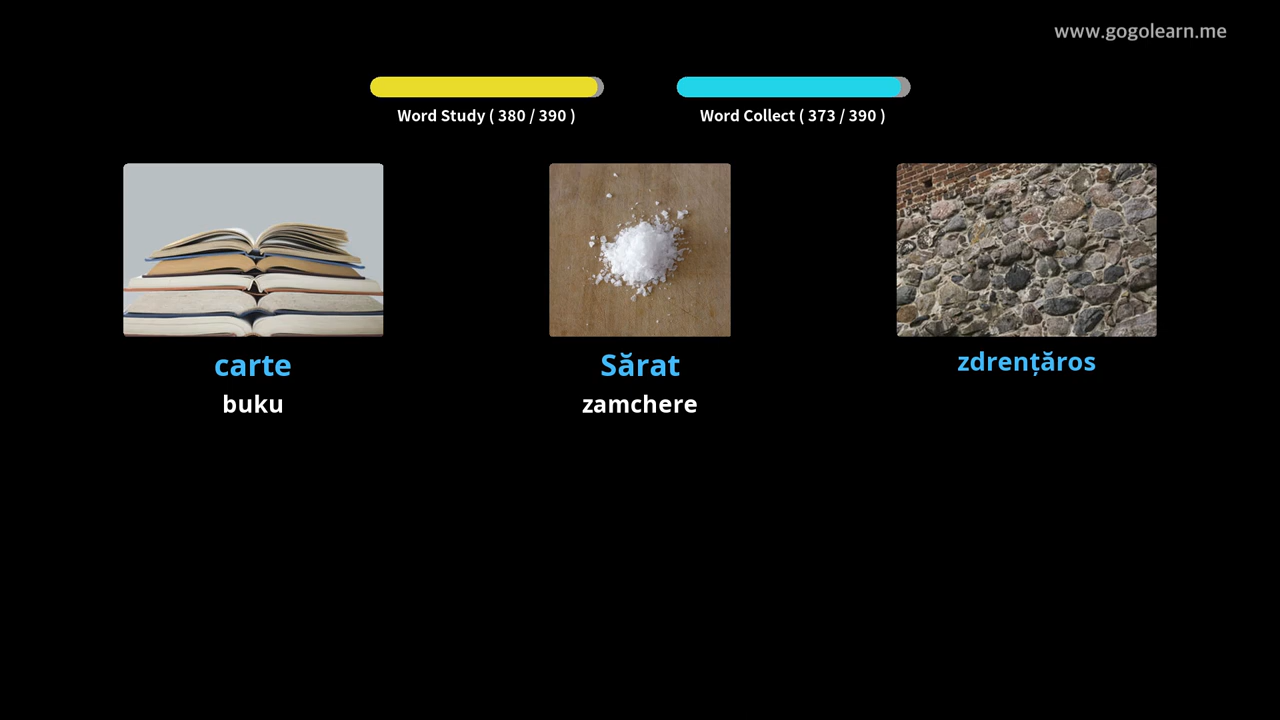 www.gogolearn.me
Word Study ( 380 / 390 )
Word Collect ( 373 / 390 )
carte
buku
Sărat
zamchere
zdrențăros